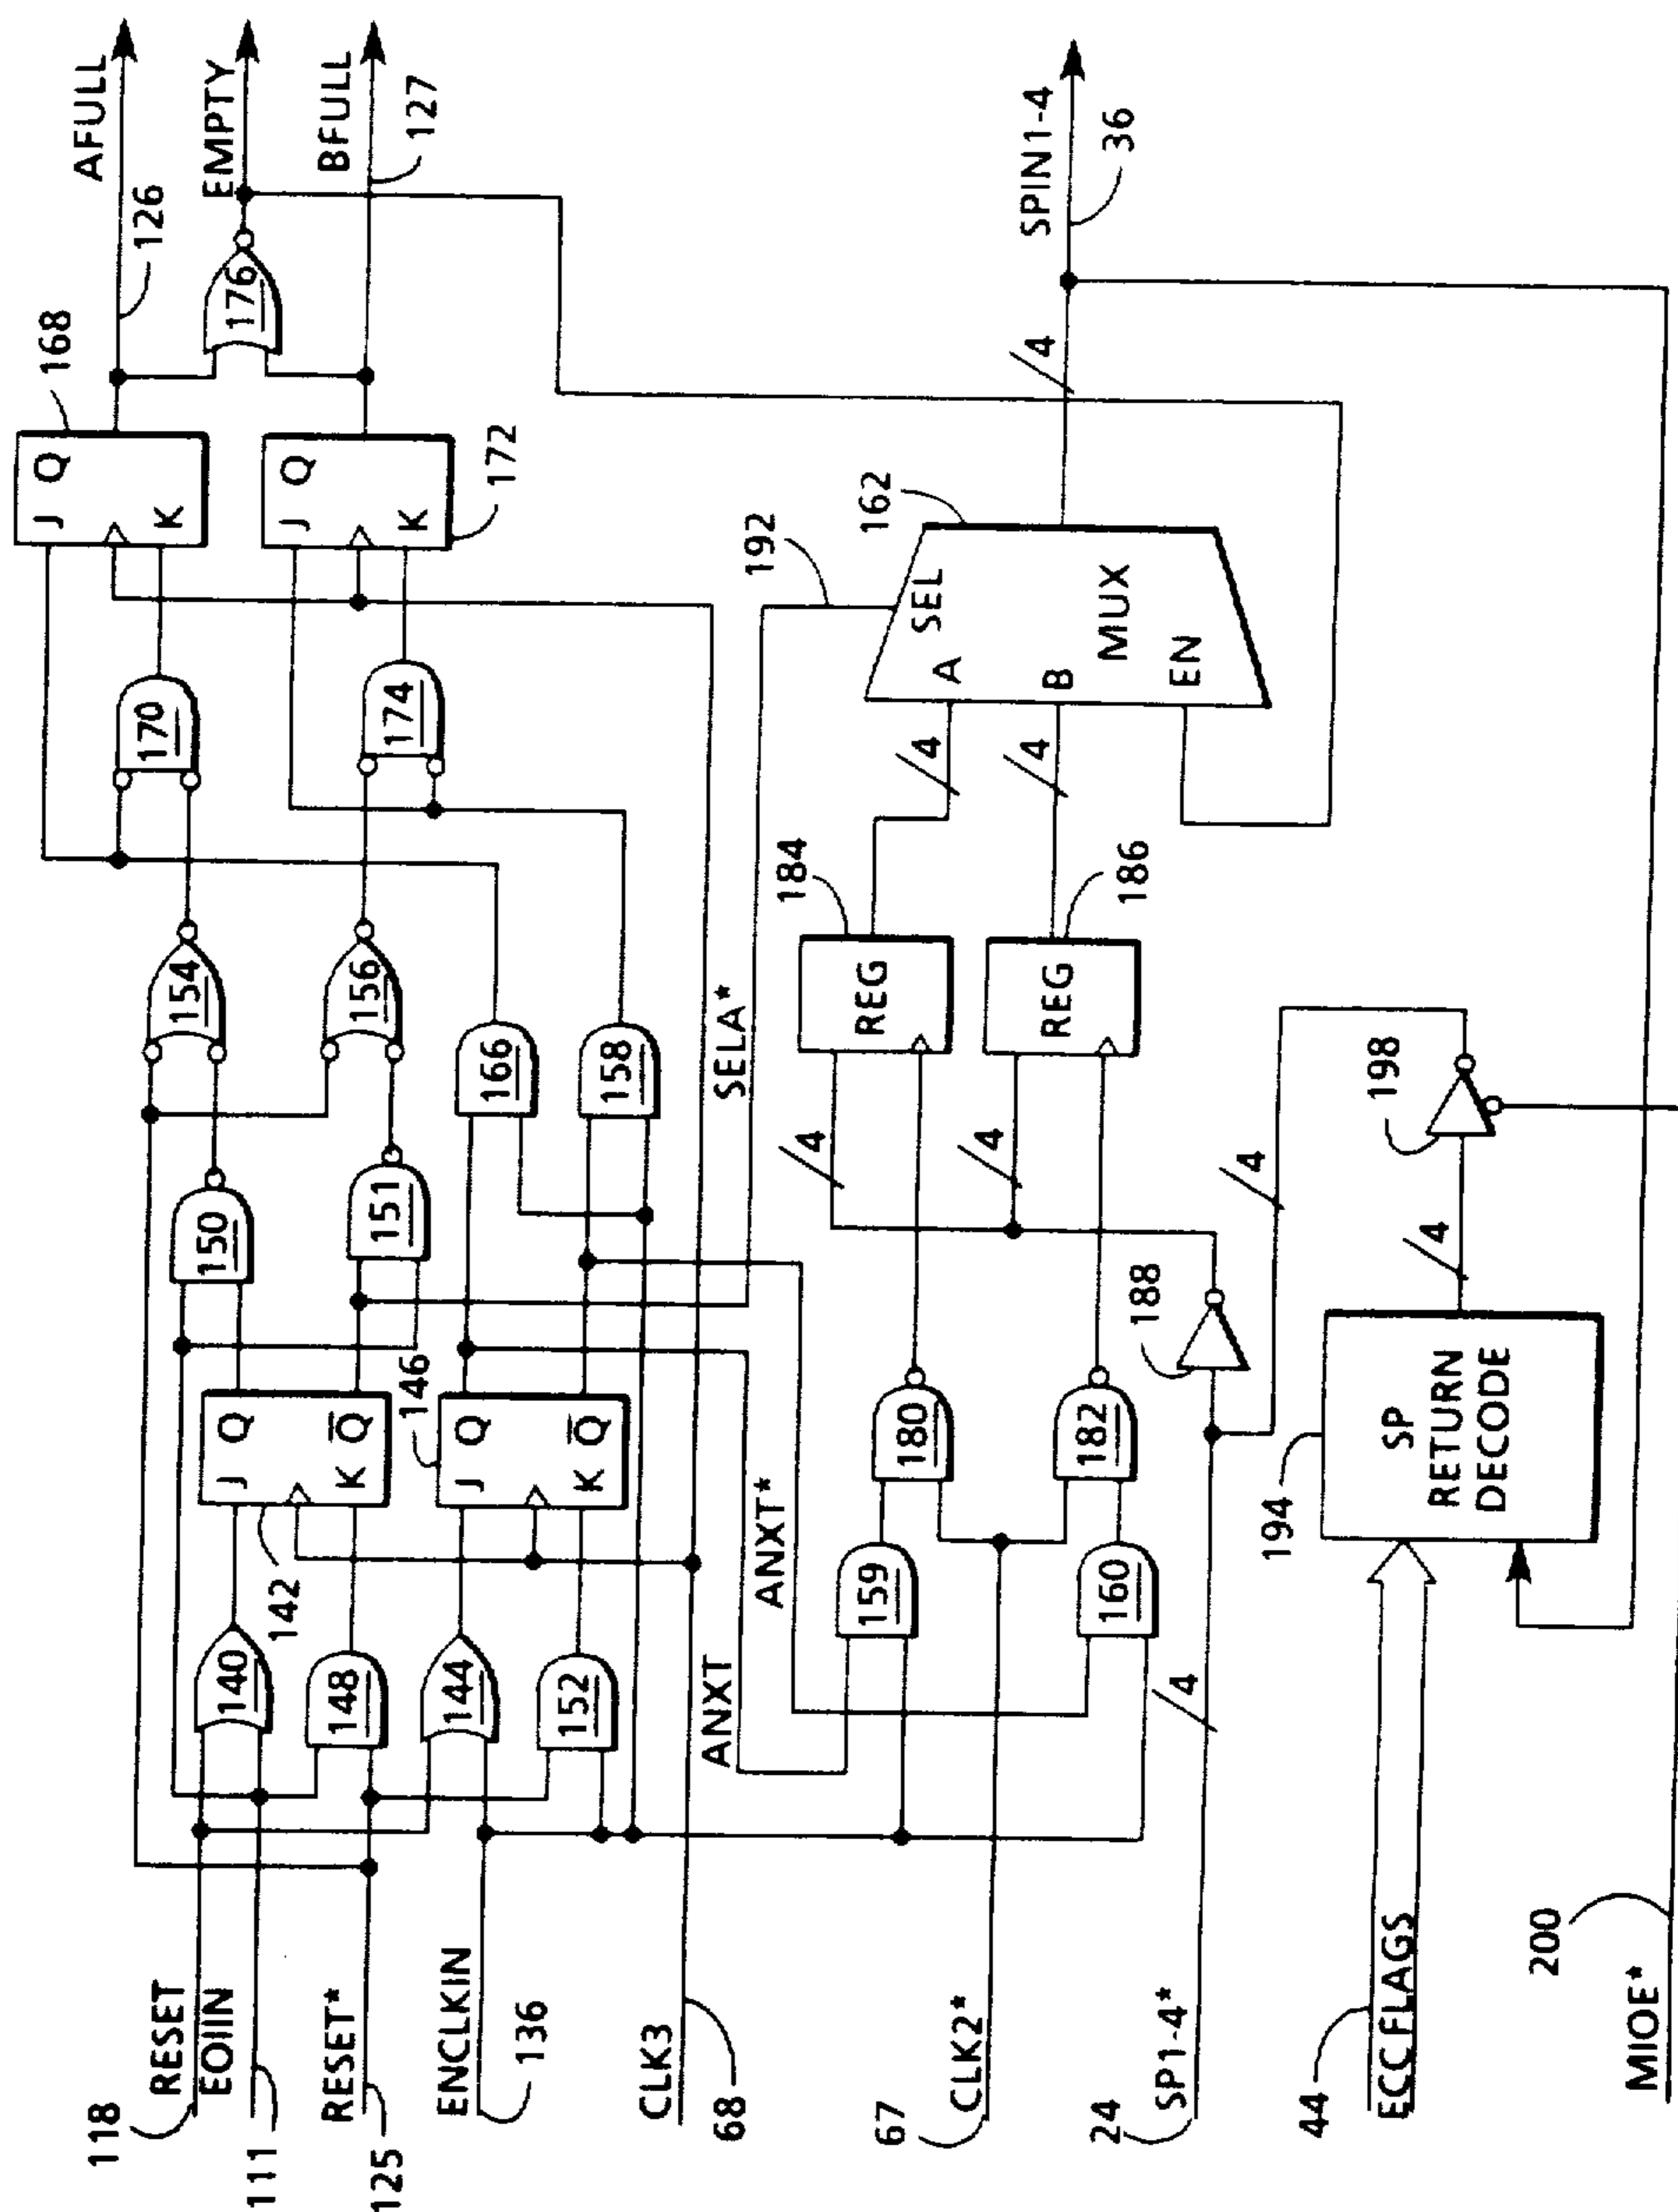 118
RESET
EOIIN
111
RESET*
125
ENCLKIN
136
CLK3
68
CLK2*
67
SP1-4*
24
ECCFLAGS
44
MIOE*
200
140
148
144
152
142
J Q
K Q
146
J Q
K Q
150
151
154
156
166
158
170
174
168
J Q
K
172
J Q
K
176
AFULL
126
EMPTY
BFULL
127
ANXT
ANXT*
SELA*
159
160
180
182
188
4
4
4
REG
184
REG
186
4
4
192
162
SEL
A
B
MUX
EN
4
SPIN1-4
36
194
SP
RETURN
DECODE
4
198
4